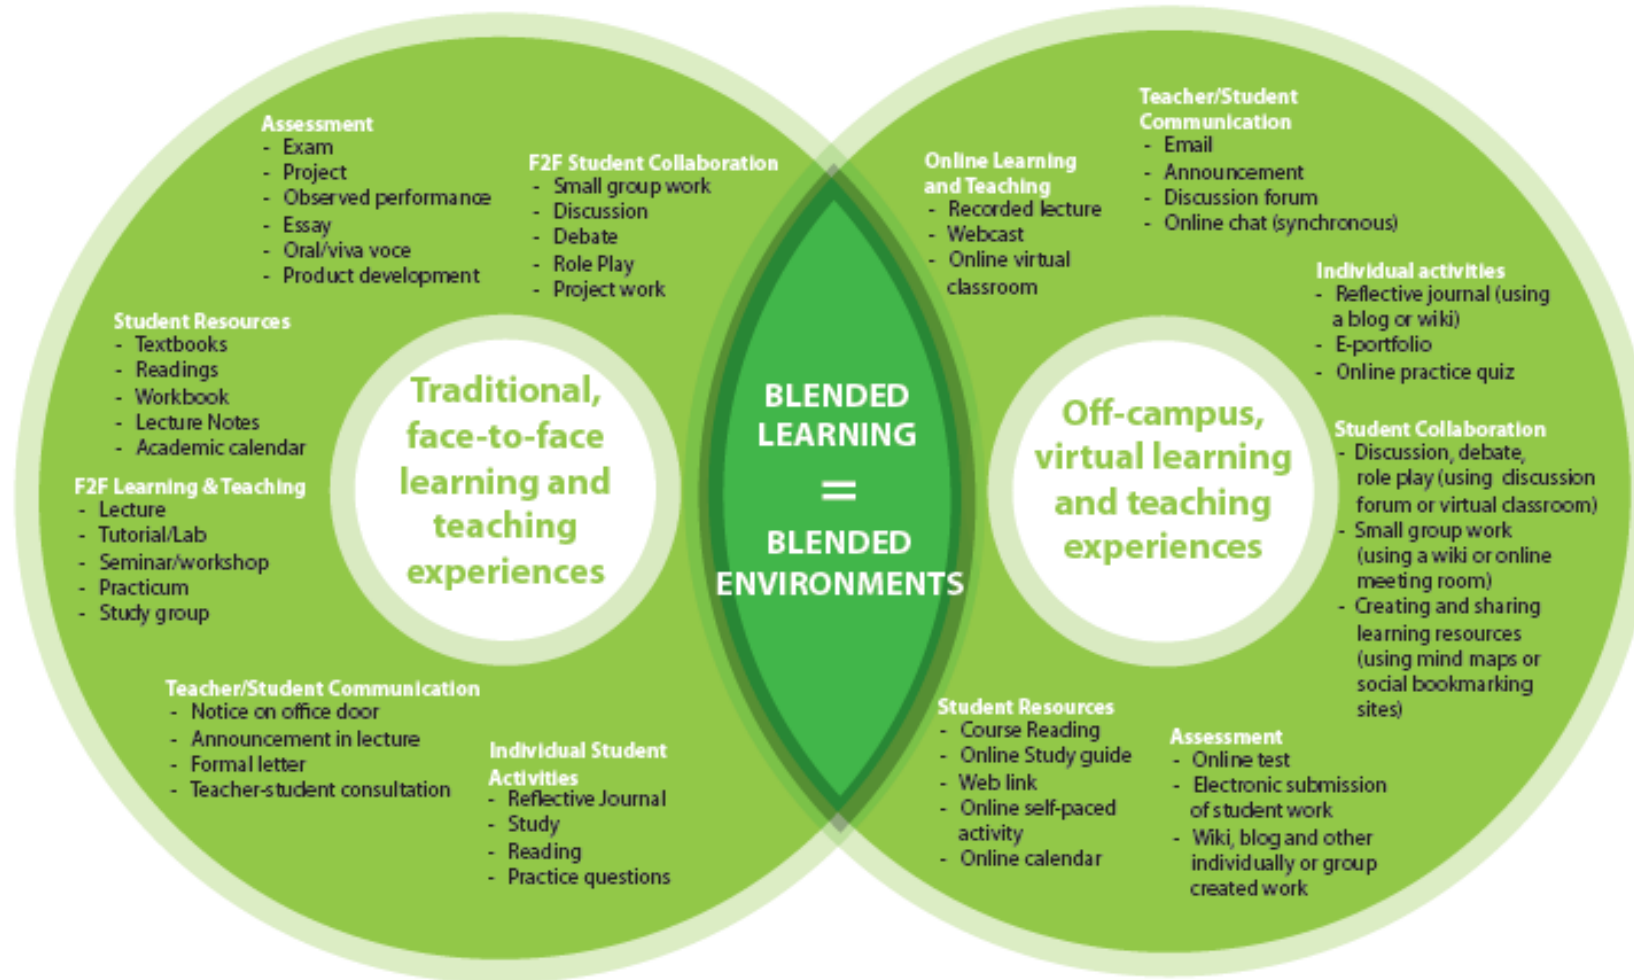 Assessment
- Exam
- Project
- Observed performance
- Essay
- Oral/viva voce
- Product development
F2F Student Collaboration
- Small group work
- Discussion
- Debate
- Role Play
- Project work
Student Resources
- Textbooks
- Readings
- Workbook
- Lecture Notes
- Academic calendar
F2F Learning & Teaching
- Lecture
- Tutorial/Lab
- Seminar/workshop
- Practicum
- Study group
Traditional,
face-to-face
learning and
teaching
experiences
Teacher/Student Communication
- Notice on office door
- Announcement in lecture
- Formal letter
- Teacher-student consultation
Individual Student
Activities
- Reflective Journal
- Study
- Reading
- Practice questions
BLENDED
LEARNING
=
BLENDED
ENVIRONMENTS
Online Learning
and Teaching
- Recorded lecture
- Webcast
- Online virtual
classroom
Teacher/Student
Communication
- Email
- Announcement
- Discussion forum
- Online chat (synchronous)
Individual activities
- Reflective journal (using
a blog or wiki)
- E-portfolio
- Online practice quiz
Off-campus,
virtual learning
and teaching
experiences
Student Collaboration
- Discussion, debate,
role play (using discussion
forum or virtual classroom)
- Small group work
(using a wiki or online
meeting room)
- Creating and sharing
learning resources
(using mind maps or
social bookmarking
sites)
Student Resources
- Course Reading
- Online Study guide
- Web link
- Online self-paced
activity
- Online calendar
Assessment
- Online test
- Electronic submission
of student work
- Wiki, blog and other
individually or group
created work